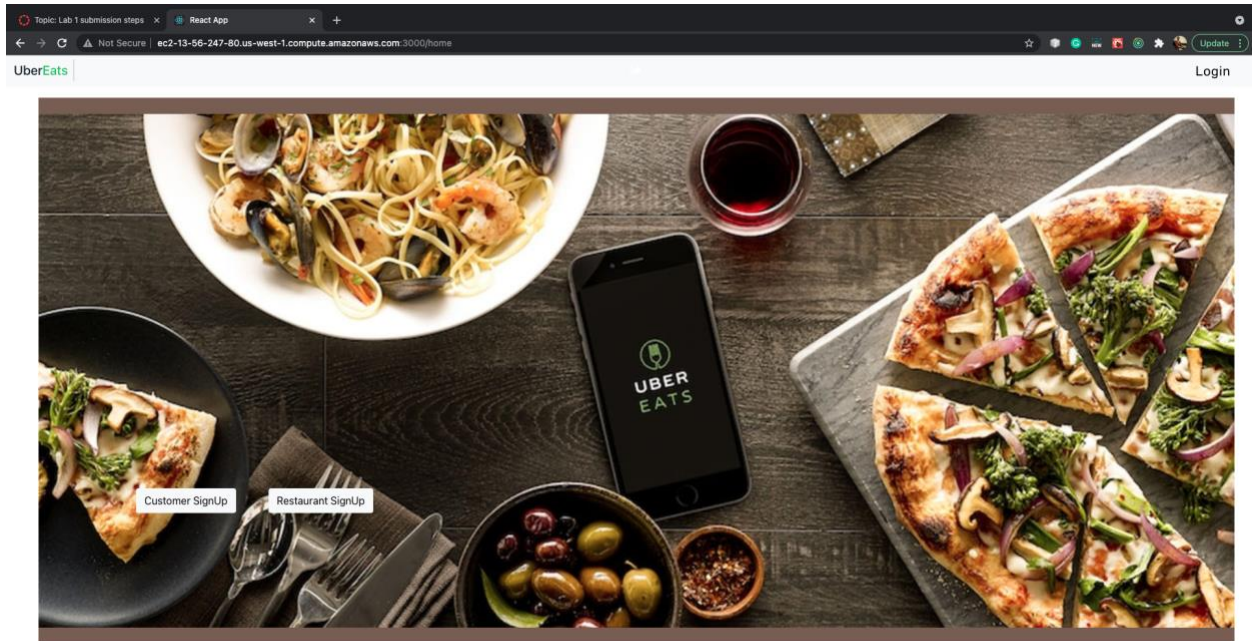 Topic: Lab 1 submission steps
React App
Not Secure | ec2-13-56-247-80.us-west-1.compute.amazonaws.com:3000/home
Update
UberEats
Login
UBER
EATS
Customer SignUp
Restaurant SignUp